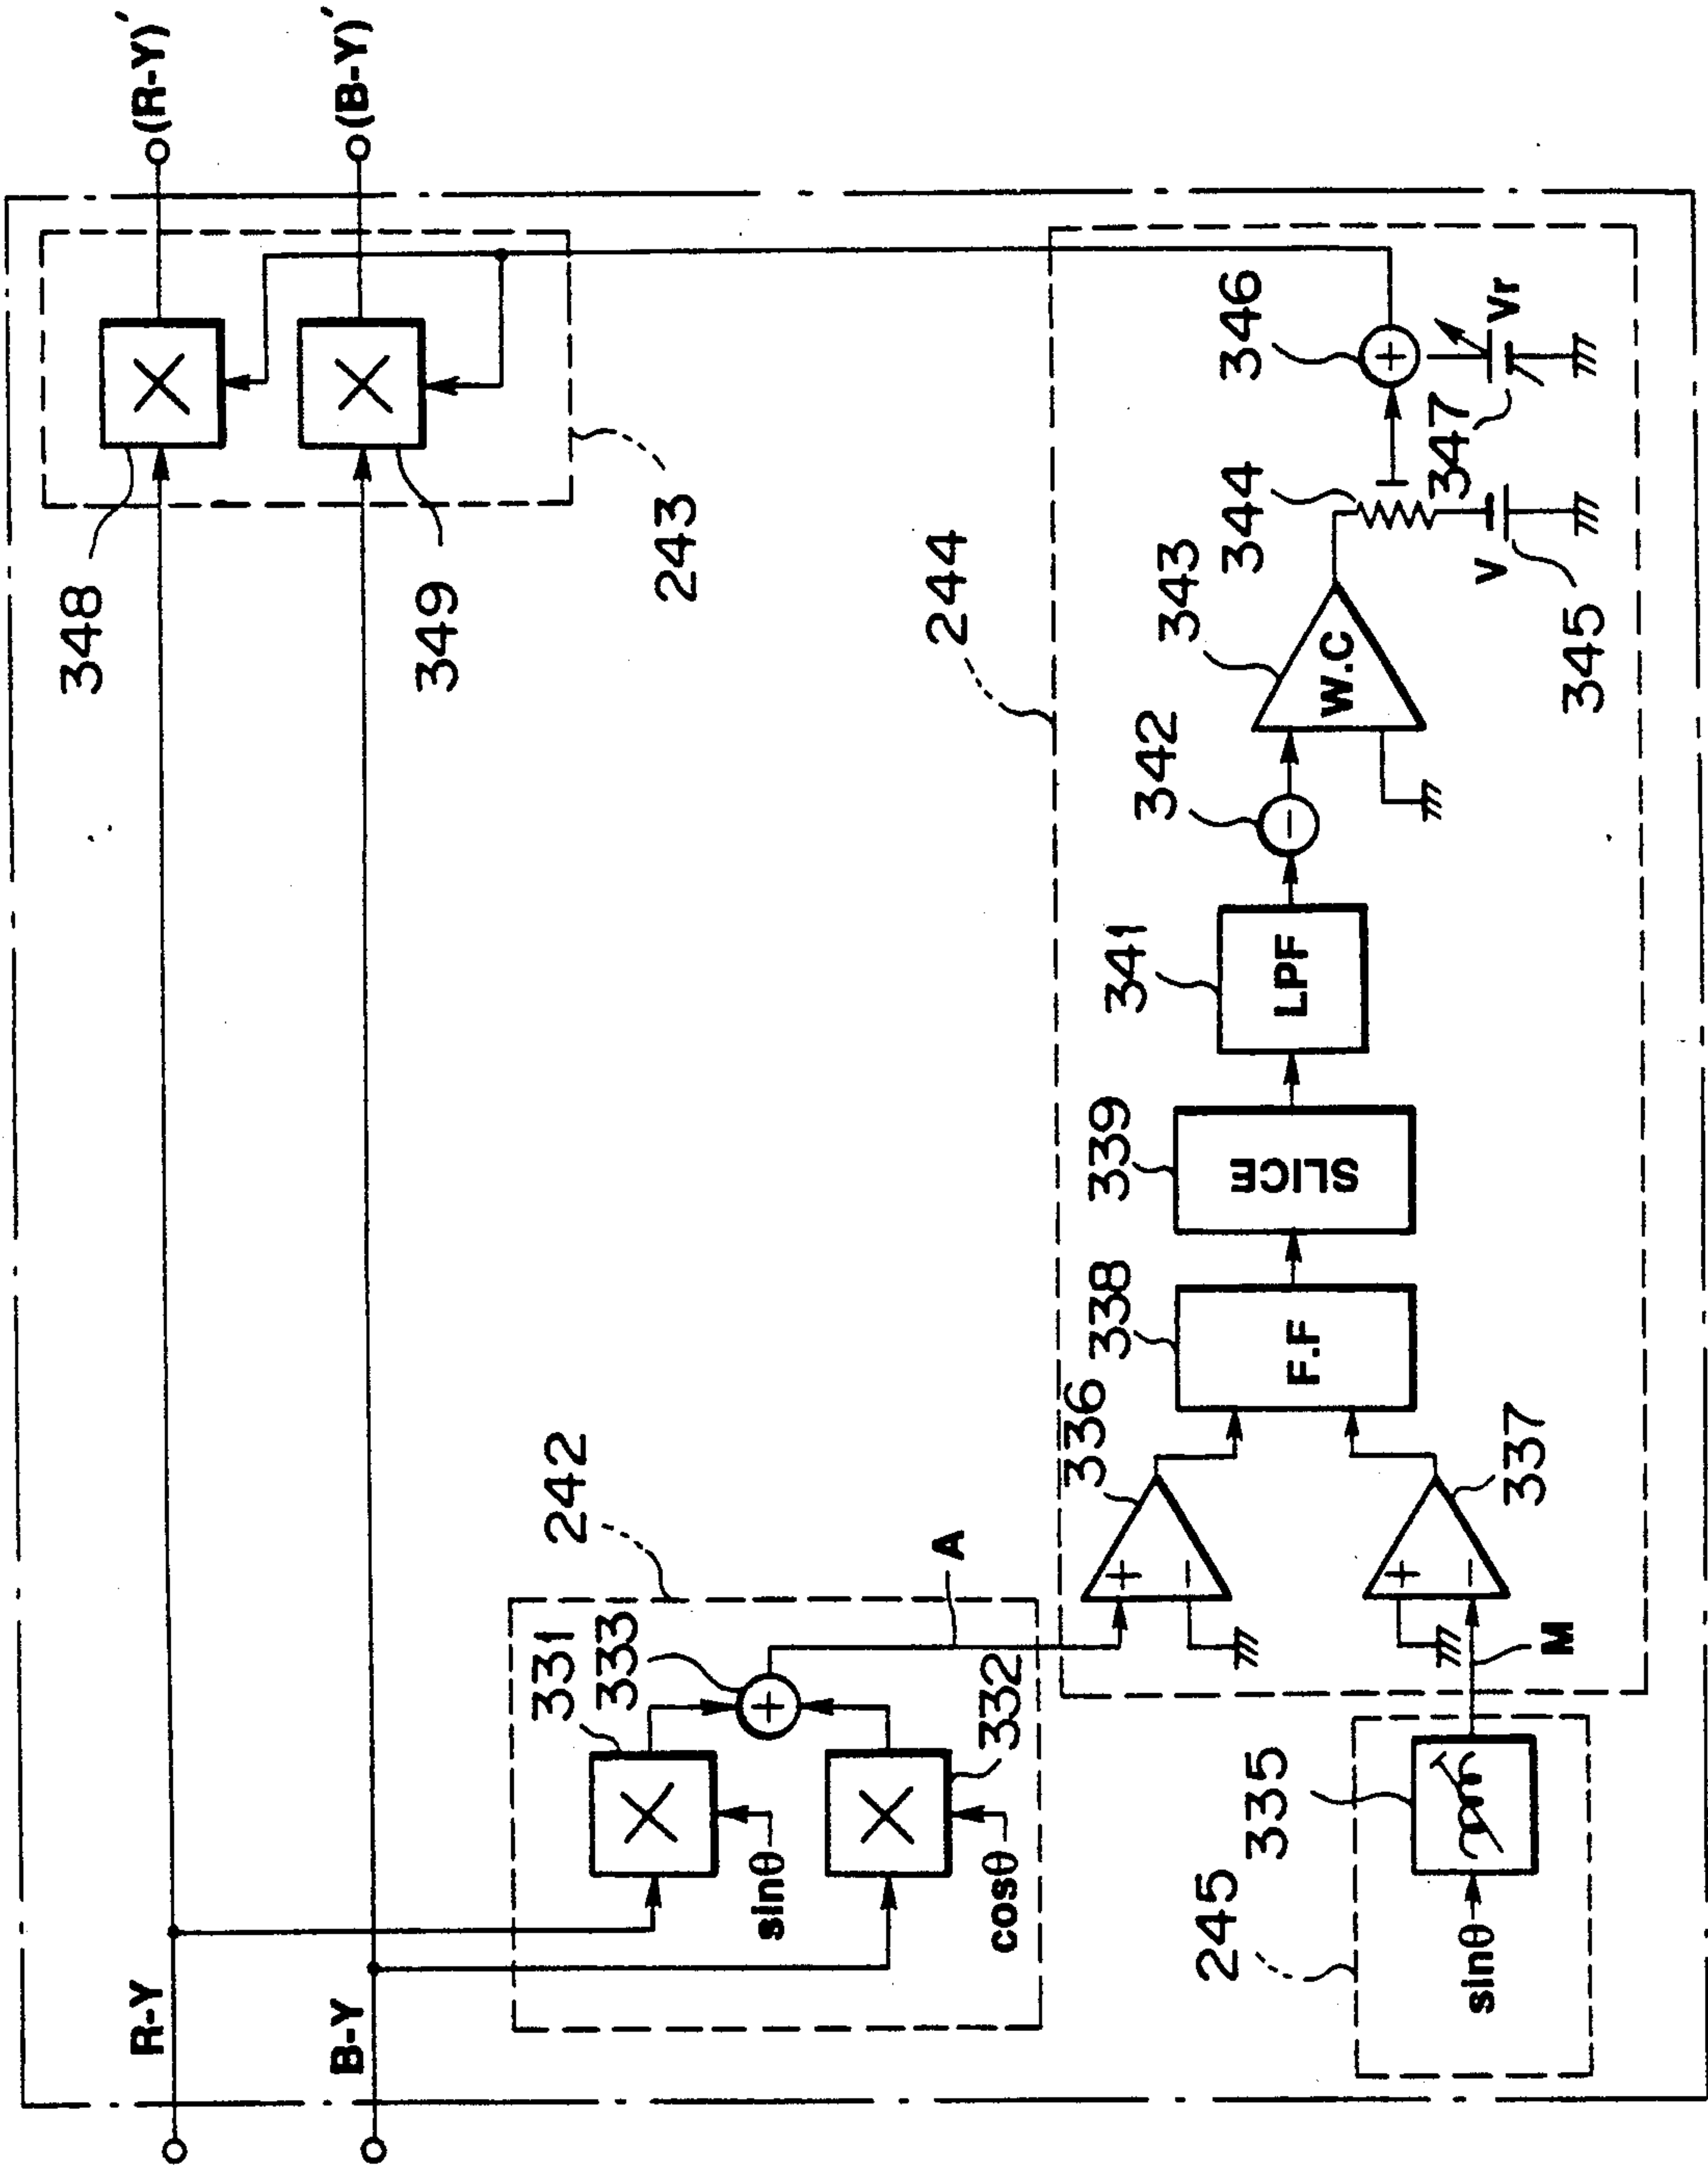 R-Y
B-Y
(R-Y)′
(B-Y)′
348
349
243
242
331
333
332
sinθ
cosθ
A
244
245
335
sinθ
M
336
337
338
F.F
339
SLICE
341
LPF
342
343
W.C
344
V
345
346
347
Vr